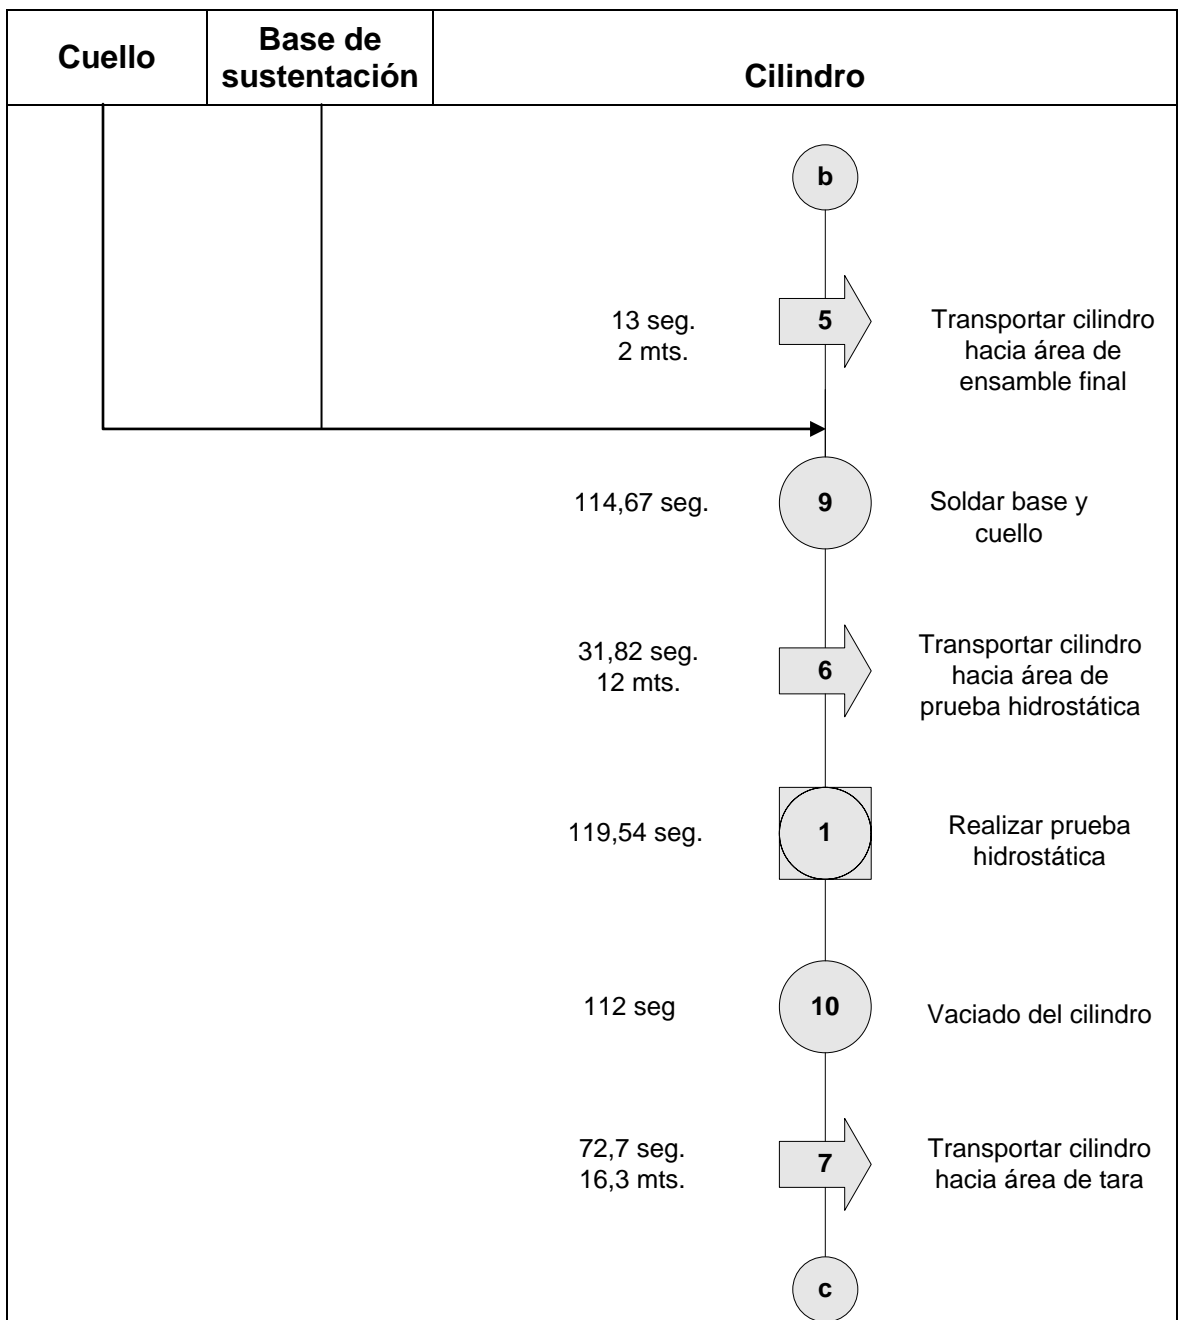 Cuello
Base de
sustentación
Cilindro
b
13 seg.
2 mts.
5
Transportar cilindro
hacia área de
ensamble final
114,67 seg.
9
Soldar base y
cuello
31,82 seg.
12 mts.
6
Transportar cilindro
hacia área de
prueba hidrostática
119,54 seg.
1
Realizar prueba
hidrostática
112 seg
10
Vaciado del cilindro
72,7 seg.
16,3 mts.
7
Transportar cilindro
hacia área de tara
c